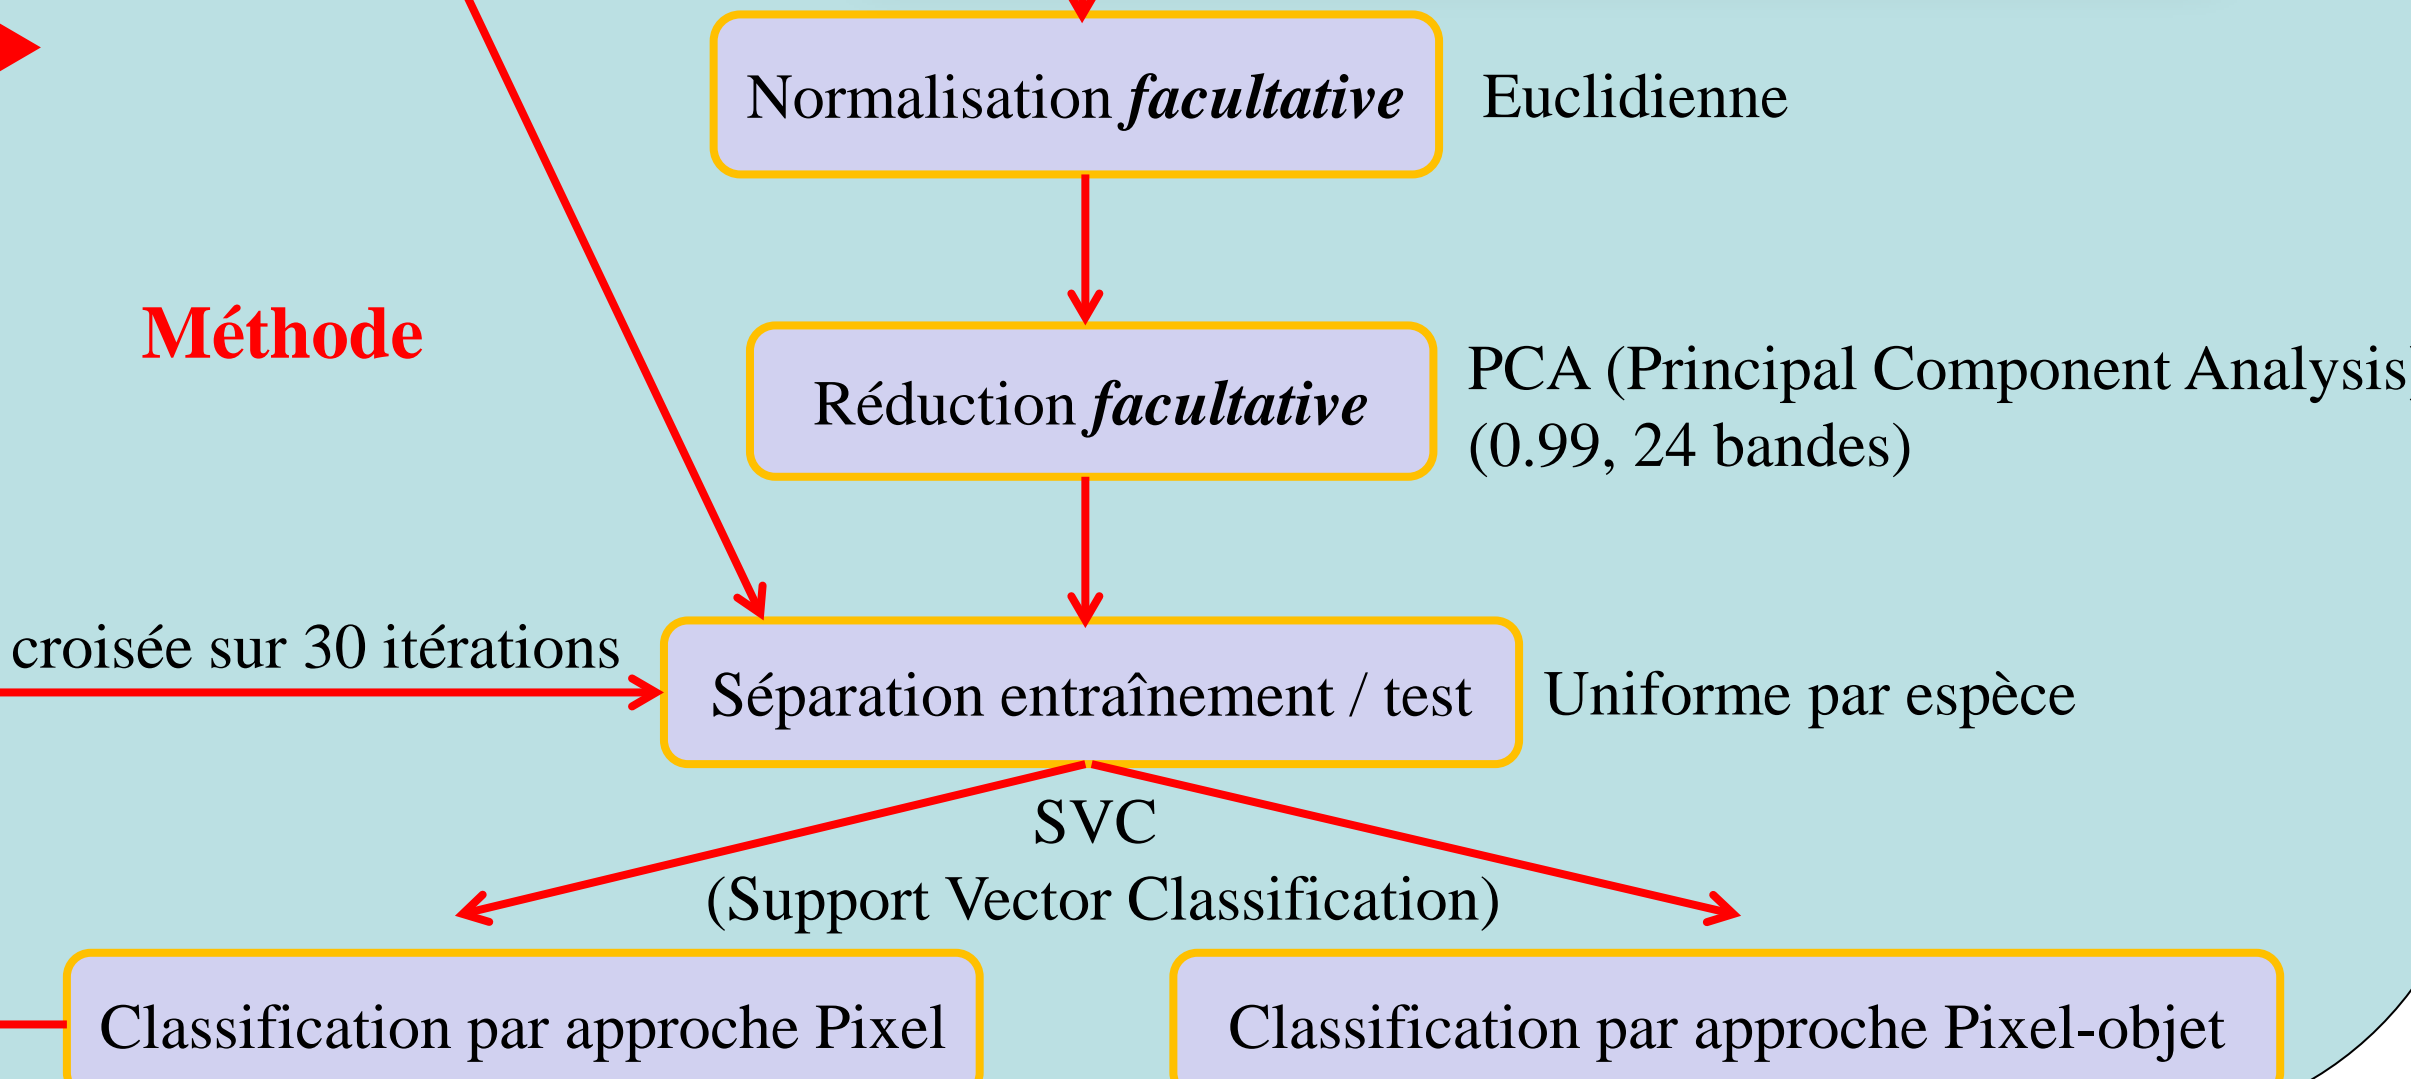 Normalisation facultative
Euclidienne
Méthode
Réduction facultative
PCA (Principal Component Analysis)
(0.99, 24 bandes)
croisée sur 30 itérations
Séparation entraînement / test
Uniforme par espèce
SVC
(Support Vector Classification)
Classification par approche Pixel
Classification par approche Pixel-objet